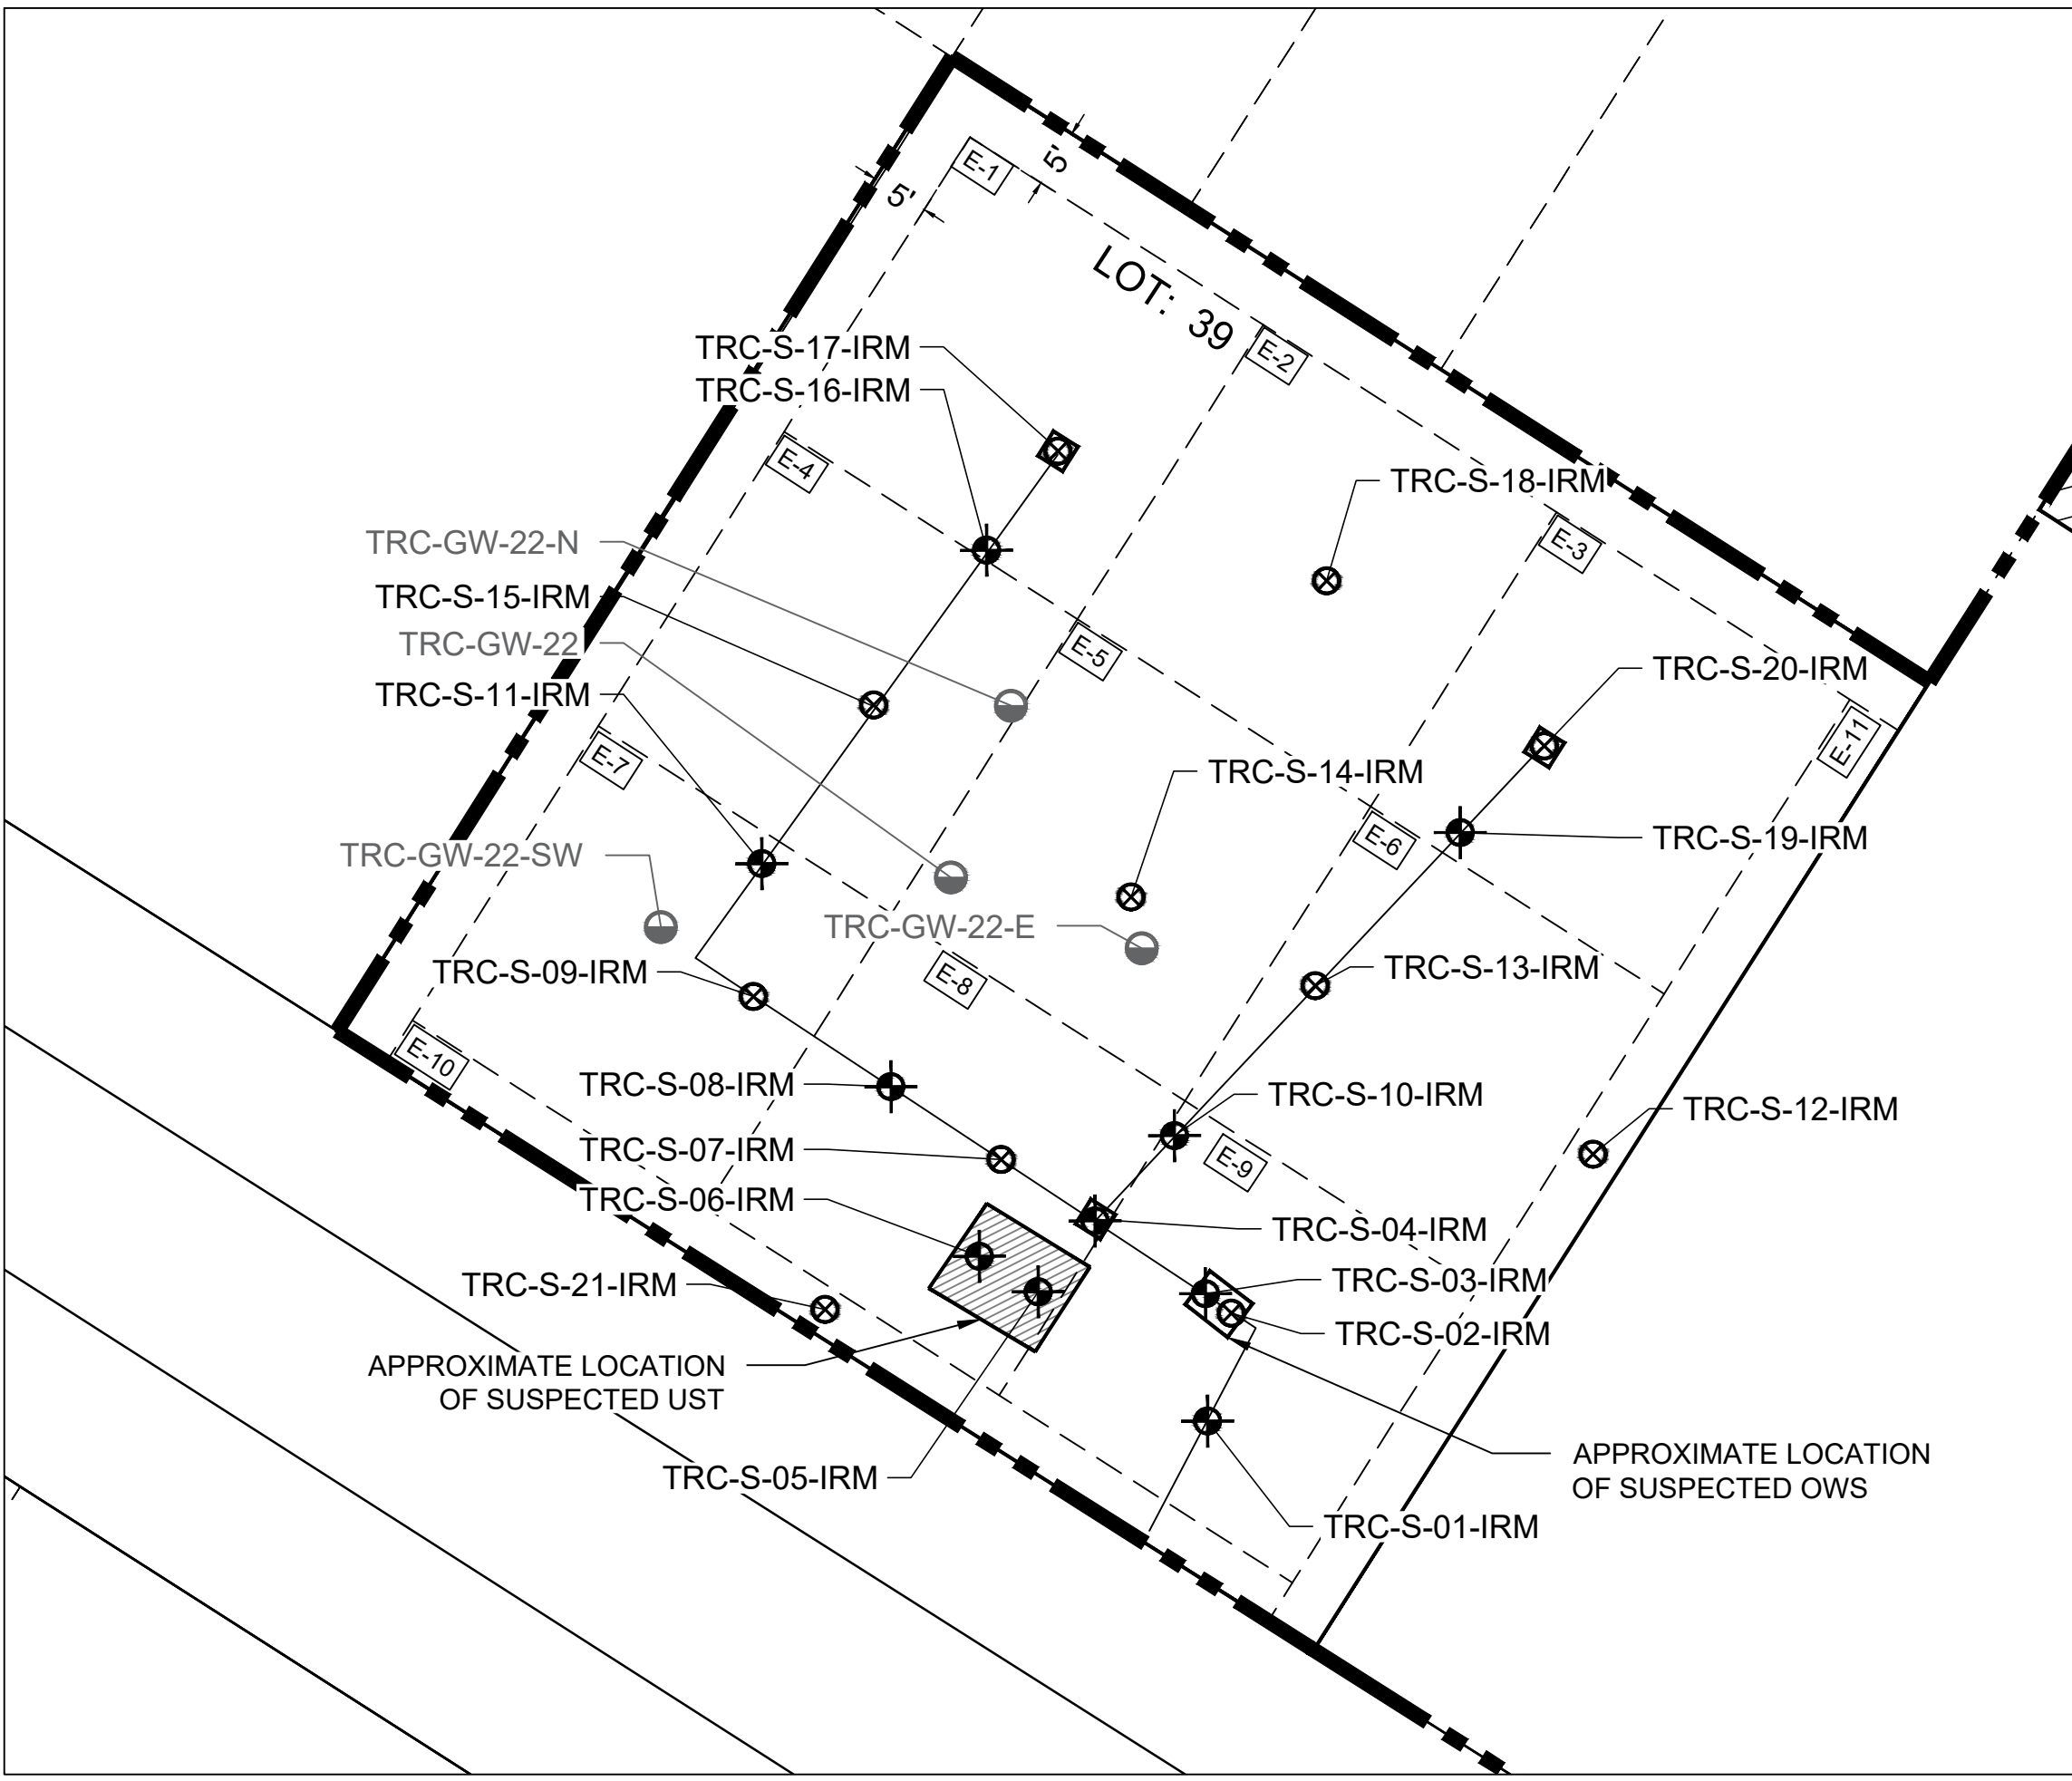 E-1
5'
5'
LOT: 39
TRC-S-17-IRM
E-2
TRC-S-16-IRM
E-4
TRC-S-18-IRM
E-3
TRC-GW-22-N
TRC-S-15-IRM
TRC-GW-22
E-5
TRC-S-20-IRM
TRC-S-11-IRM
E-11
E-7
TRC-S-14-IRM
E-6
TRC-S-19-IRM
TRC-GW-22-SW
TRC-GW-22-E
TRC-S-09-IRM
E-8
TRC-S-13-IRM
E-10
TRC-S-08-IRM
TRC-S-10-IRM
TRC-S-12-IRM
TRC-S-07-IRM
E-9
TRC-S-06-IRM
TRC-S-04-IRM
TRC-S-21-IRM
TRC-S-03-IRM
TRC-S-02-IRM
APPROXIMATE LOCATION
OF SUSPECTED UST
TRC-S-05-IRM
APPROXIMATE LOCATION
OF SUSPECTED OWS
TRC-S-01-IRM